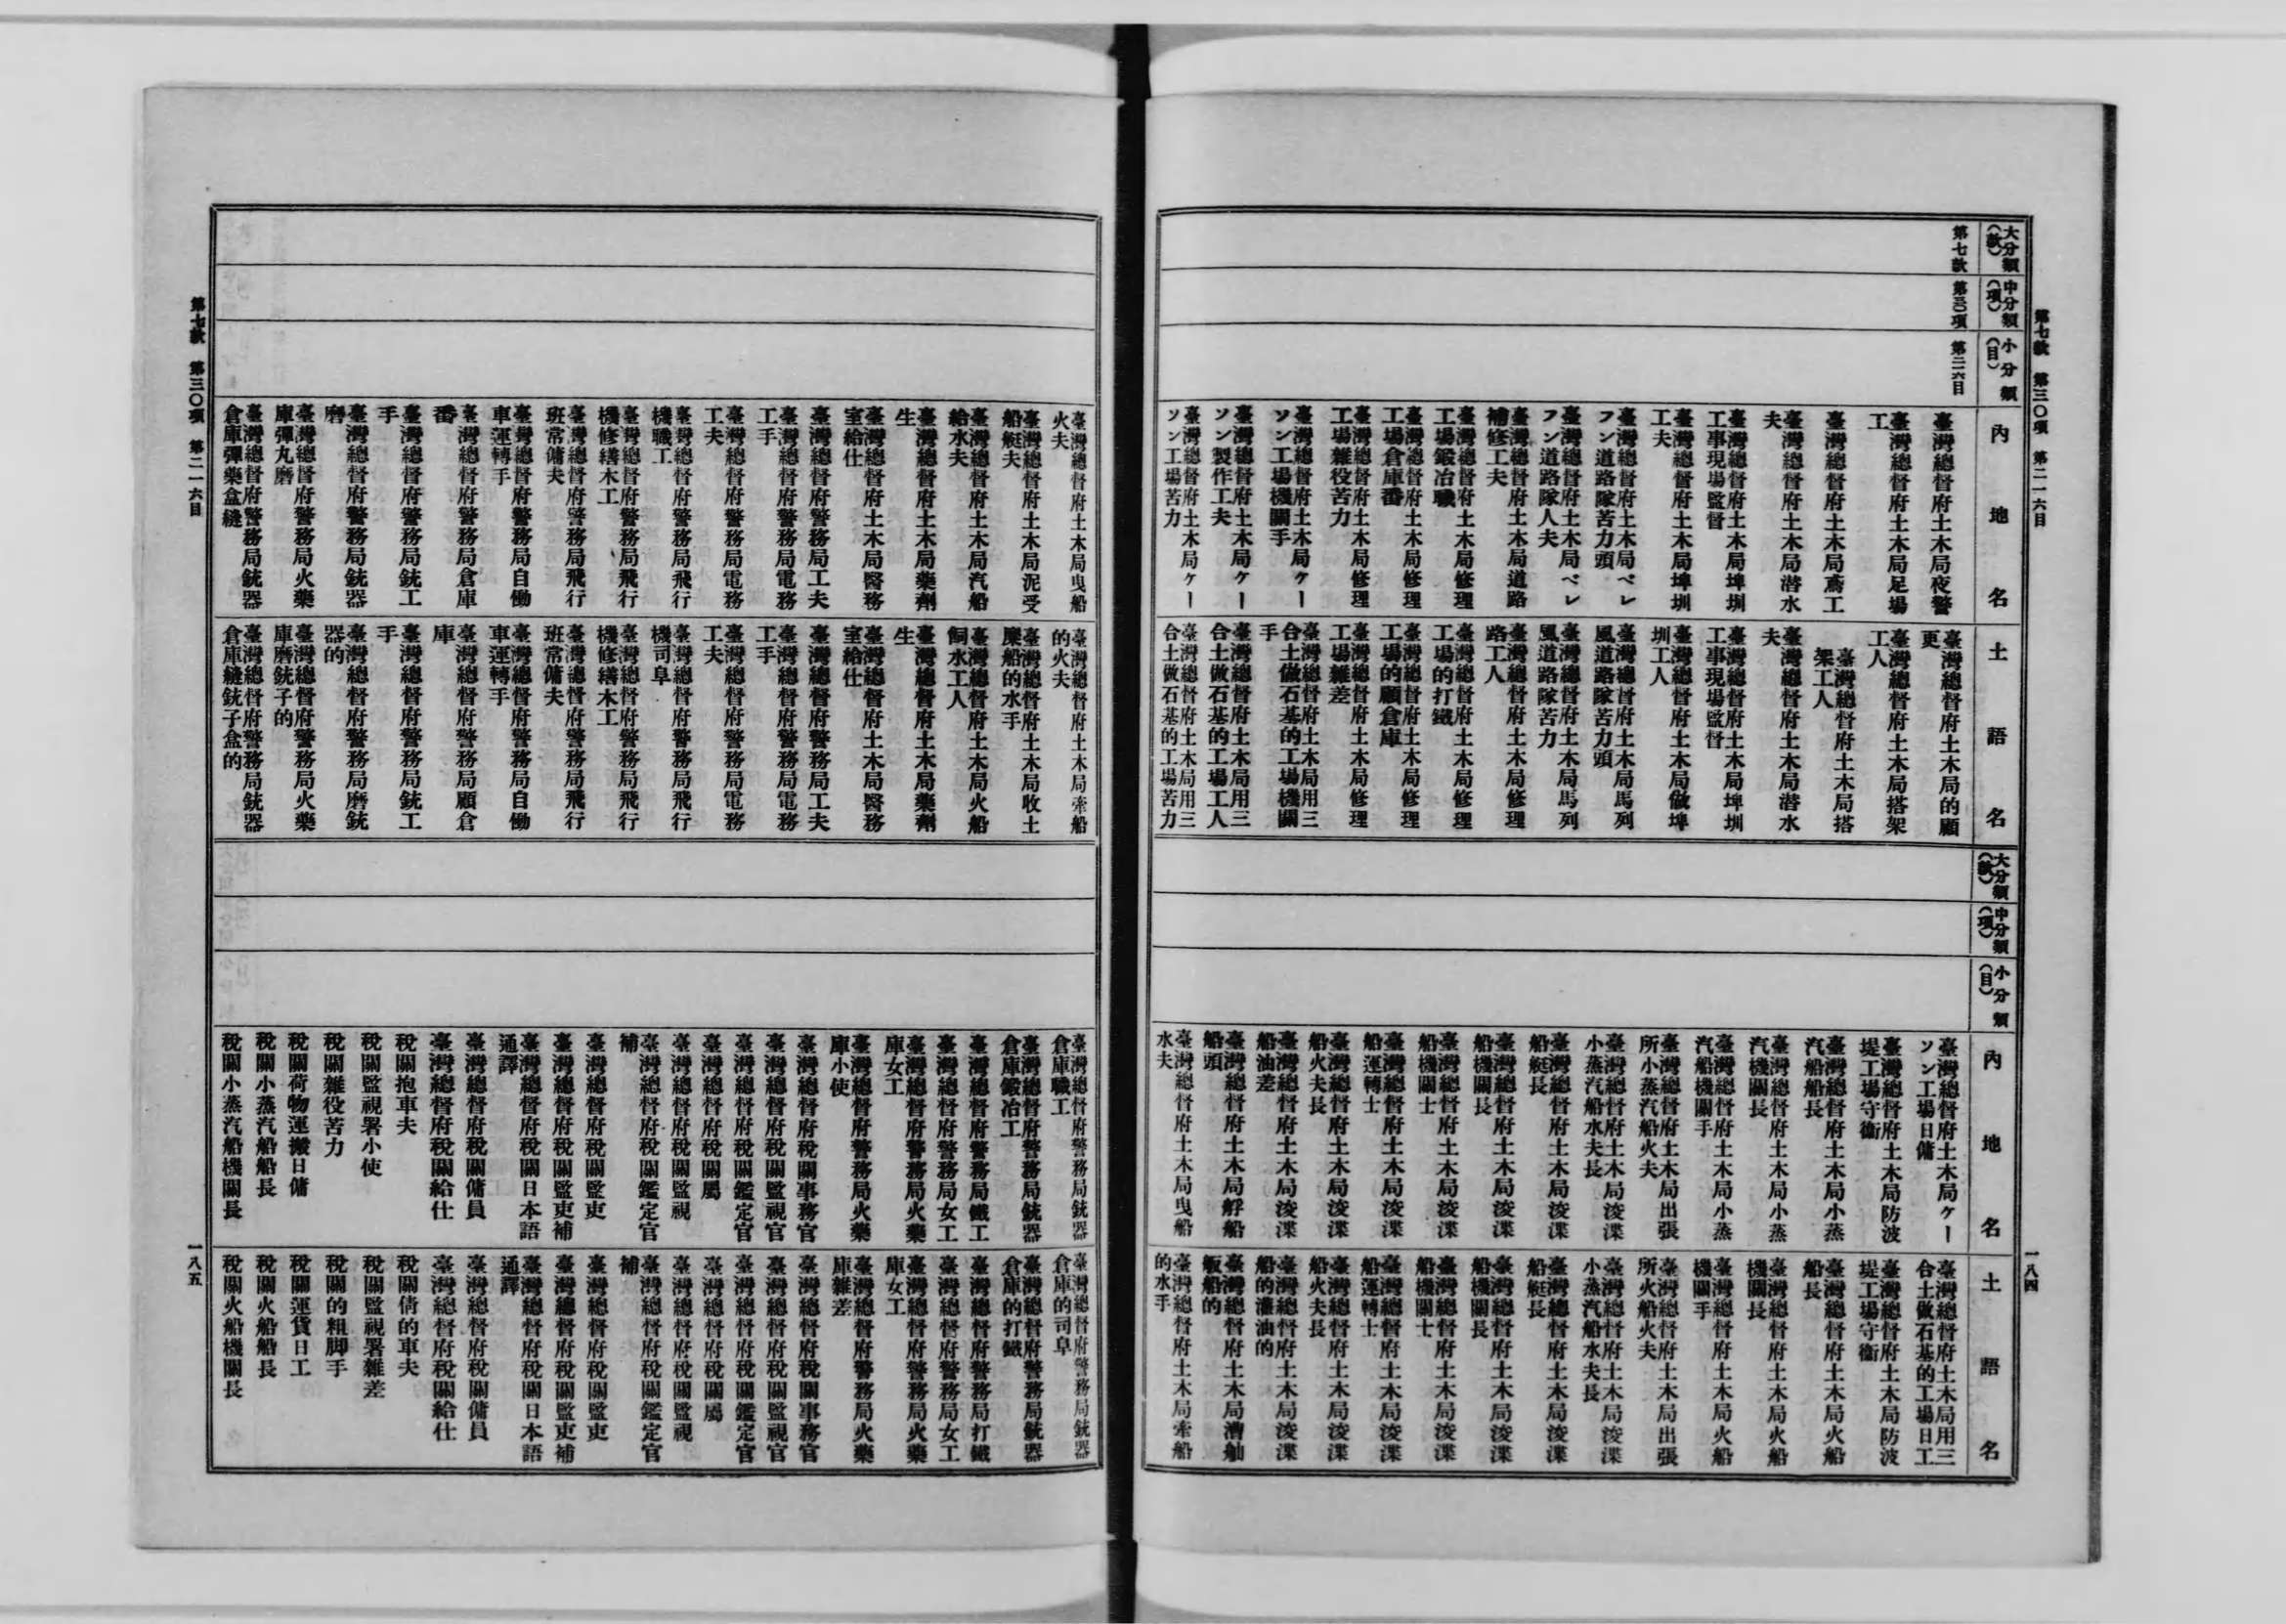 第七款 第三〇項 第二一六目
大分類(款)
中分類(項)
小分類(目)
內地名
土語名
第七款
第三〇項
第二一六目
臺灣總督府土木局夜警
臺灣總督府土木局足場
工
臺灣總督府土木局鳶工
臺灣總督府土木局潜水
夫
臺灣總督府土木局埤圳
工事現場監督
臺灣總督府土木局埤圳
工夫
臺灣總督府土木局ペレ
フン道路隊苦力頭
臺灣總督府土木局ペレ
フン道路隊人夫
臺灣總督府土木局道路
補修工夫
臺灣總督府土木局修理
工場鍛冶職
臺灣總督府土木局修理
工場倉庫番
臺灣總督府土木局修理
工場雜役苦力
臺灣總督府土木局ケー
ソン工場機關手
臺灣總督府土木局ケー
ソン製作工夫
臺灣總督府土木局ケー
ソン工場苦力
臺灣總督府土木局的顧
更
臺灣總督府土木局搭架
工人
臺灣總督府土木局搭
架工人
臺灣總督府土木局潜水
夫
臺灣總督府土木局埤圳
工事現場監督
臺灣總督府土木局做埤
圳工人
臺灣總督府土木局馬列
風道路隊苦力頭
臺灣總督府土木局馬列
風道路隊苦力
臺灣總督府土木局修理
路工人
臺灣總督府土木局修理
工場的打鐵
臺灣總督府土木局修理
工場的顧倉庫
臺灣總督府土木局修理
工場雜差
臺灣總督府土木局用三
合土做石基的工場機關
手
臺灣總督府土木局用三
合土做石基的工場工人
臺灣總督府土木局用三
合土做石基的工場苦力
大分類(款)
中分類(項)
小分類(目)
內地名
土語名
臺灣總督府土木局ケー
ソン工場日傭
臺灣總督府土木局防波
堤工場守衞
臺灣總督府土木局小蒸
汽船船長
臺灣總督府土木局小蒸
汽機關長
臺灣總督府土木局小蒸
汽船機關手
臺灣總督府土木局出張
所小蒸汽船火夫
臺灣總督府土木局浚渫
小蒸汽船水夫長
臺灣總督府土木局浚渫
船艇長
臺灣總督府土木局浚渫
船機關長
臺灣總督府土木局浚渫
船機關士
臺灣總督府土木局浚渫
船運轉士
臺灣總督府土木局浚渫
船火夫長
臺灣總督府土木局浚渫
船油差
臺灣總督府土木局艀船
船頭
臺灣總督府土木局曳船
水夫
臺灣總督府土木局用三
合土做石基的工場日工
臺灣總督府土木局防波
堤工場守衞
臺灣總督府土木局火船
船長
臺灣總督府土木局火船
機關長
臺灣總督府土木局火船
機關手
臺灣總督府土木局出張
所火船火夫
臺灣總督府土木局浚渫
小蒸汽船水夫長
臺灣總督府土木局浚渫
船艇長
臺灣總督府土木局浚渫
船機關長
臺灣總督府土木局浚渫
船機關士
臺灣總督府土木局浚渫
船運轉士
臺灣總督府土木局浚渫
船火夫長
臺灣總督府土木局浚渫
船的灌油的
臺灣總督府土木局漕舢
舨船的
臺灣總督府土木局牽船
的水手
一八四
臺灣總督府土木局曳船
火夫
臺灣總督府土木局泥受
船艇夫
臺灣總督府土木局汽船
給水夫
臺灣總督府土木局藥劑
生
臺灣總督府土木局醫務
室給仕
臺灣總督府警務局工夫
臺灣總督府警務局電務
工手
臺灣總督府警務局電務
工夫
臺灣總督府警務局飛行
機職工
臺灣總督府警務局飛行
機修繕木工
臺灣總督府警務局飛行
班常傭夫
臺灣總督府警務局自働
車運轉手
臺灣總督府警務局倉庫
番
臺灣總督府警務局銃工
手
臺灣總督府警務局銃器
磨
臺灣總督府警務局火藥
庫彈丸磨
臺灣總督府警務局銃器
倉庫彈藥盒縫
臺灣總督府土木局牽船
的火夫
臺灣總督府土木局收土
糜船的水手
臺灣總督府土木局火船
飼水工人
臺灣總督府土木局藥劑
生
臺灣總督府土木局醫務
室給仕
臺灣總督府警務局工夫
臺灣總督府警務局電務
工手
臺灣總督府警務局電務
工夫
臺灣總督府警務局飛行
機司阜
臺灣總督府警務局飛行
機修繕木工
臺灣總督府警務局飛行
班常傭夫
臺灣總督府警務局自働
車運轉手
臺灣總督府警務局顧倉
庫
臺灣總督府警務局銃工
手
臺灣總督府警務局磨銃
器的
臺灣總督府警務局火藥
庫磨銃子的
臺灣總督府警務局銃器
倉庫縫銃子盒的
臺灣總督府警務局銃器
倉庫職工
臺灣總督府警務局銃器
倉庫鍛冶工
臺灣總督府警務局鐵工
臺灣總督府警務局女工
臺灣總督府警務局火藥
庫女工
臺灣總督府警務局火藥
庫小使
臺灣總督府稅關事務官
臺灣總督府稅關監視官
臺灣總督府稅關鑑定官
臺灣總督府稅關屬
臺灣總督府稅關監視
臺灣總督府稅關鑑定官
補
臺灣總督府稅關監吏
臺灣總督府稅關監吏補
臺灣總督府稅關日本語
通譯
臺灣總督府稅關傭員
臺灣總督府稅關給仕
稅關抱車夫
稅關監視署小使
稅關雜役苦力
稅關荷物運搬日傭
稅關小蒸汽船船長
稅關小蒸汽船機關長
臺灣總督府警務局銃器
倉庫的司阜
臺灣總督府警務局銃器
倉庫的打鐵
臺灣總督府警務局打鐵
臺灣總督府警務局女工
臺灣總督府警務局火藥
庫女工
臺灣總督府警務局火藥
庫雜差
臺灣總督府稅關事務官
臺灣總督府稅關監視官
臺灣總督府稅關鑑定官
臺灣總督府稅關屬
臺灣總督府稅關監視
臺灣總督府稅關鑑定官
補
臺灣總督府稅關監吏
臺灣總督府稅關監吏補
臺灣總督府稅關日本語
通譯
臺灣總督府稅關傭員
臺灣總督府稅關給仕
稅關倩的車夫
稅關監視署雜差
稅關的粗脚手
稅關運貨日工
稅關火船船長
稅關火船機關長
第七款 第三〇項 第二一六目
一八五